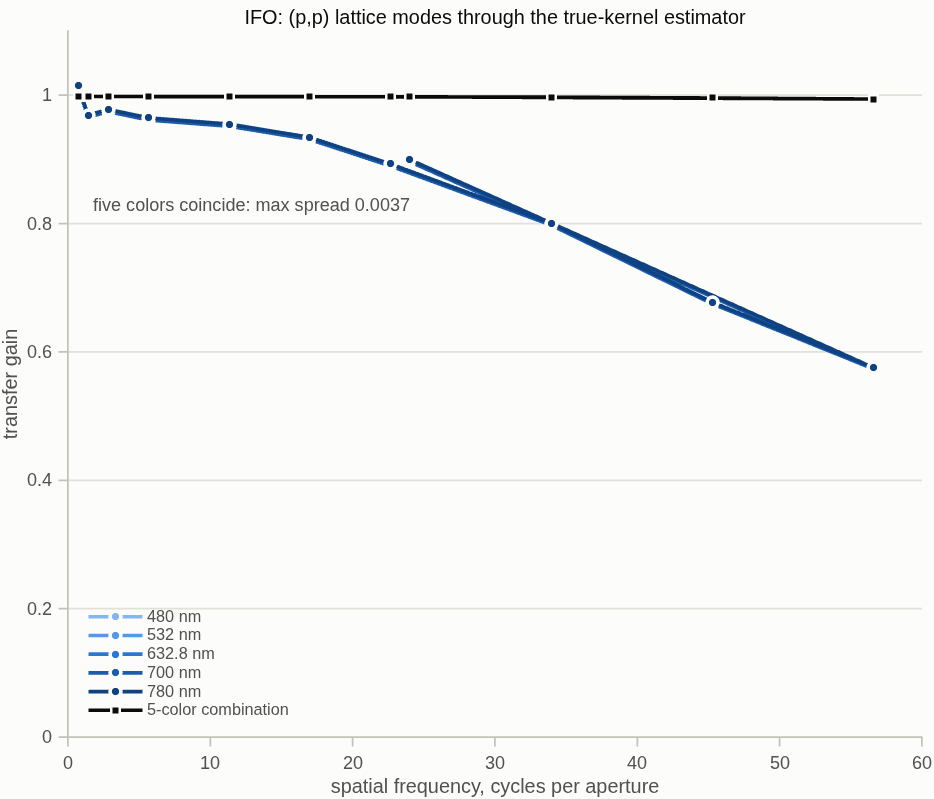 IFO: (p,p) lattice modes through the true-kernel estimator
1
five colors coincide: max spread 0.0037
0.8
0.6
transfer gain
0.4
0.2
480 nm
532 nm
632.8 nm
700 nm
780 nm
5-color combination
0
0 10 20 30 40 50 60
spatial frequency, cycles per aperture